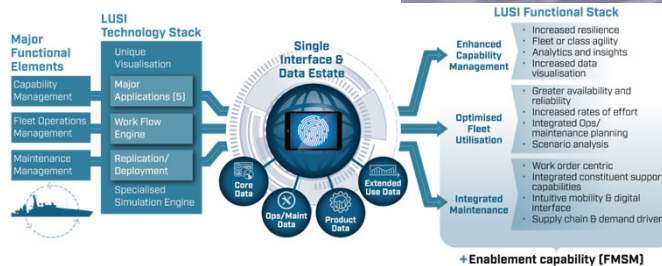 Major
Functional
Elements
Capability
Management
Fleet Operations
Management
Maintenance
Management
LUSI
Technology Stack
Unique
Visualisation
Major
Applications (5)
Work Flow
Engine
Replication/
Deployment
Specialised
Simulation Engine
Single
Interface &
Data Estate
Core
Data
Ops/Maint
Data
Product
Data
Extended
Use Data
LUSI Functional Stack
Enhanced
Capability
Management
• Increased resilience
• Fleet or class agility
• Analytics and insights
• Increased data
visualisation
Optimised
Fleet
Utilisation
• Greater availability and
reliability
• Increased rates of effort
• Integrated Ops/
maintenance planning
• Scenario analysis
Integrated
Maintenance
• Work order centric
• Integrated constituent support
capabilities
• Intuitive mobility & digital
interface
• Supply chain & demand driven
+Enablement capability (FMSM)